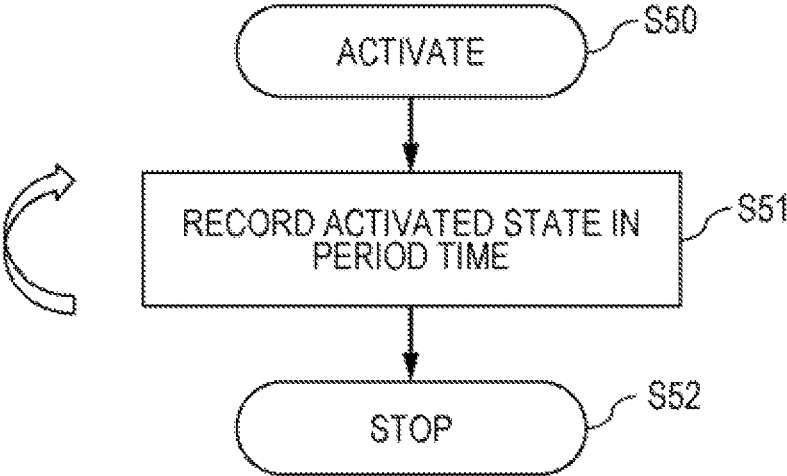 ACTIVATE
S50
RECORD ACTIVATED STATE IN
PERIOD TIME
S51
STOP
S52